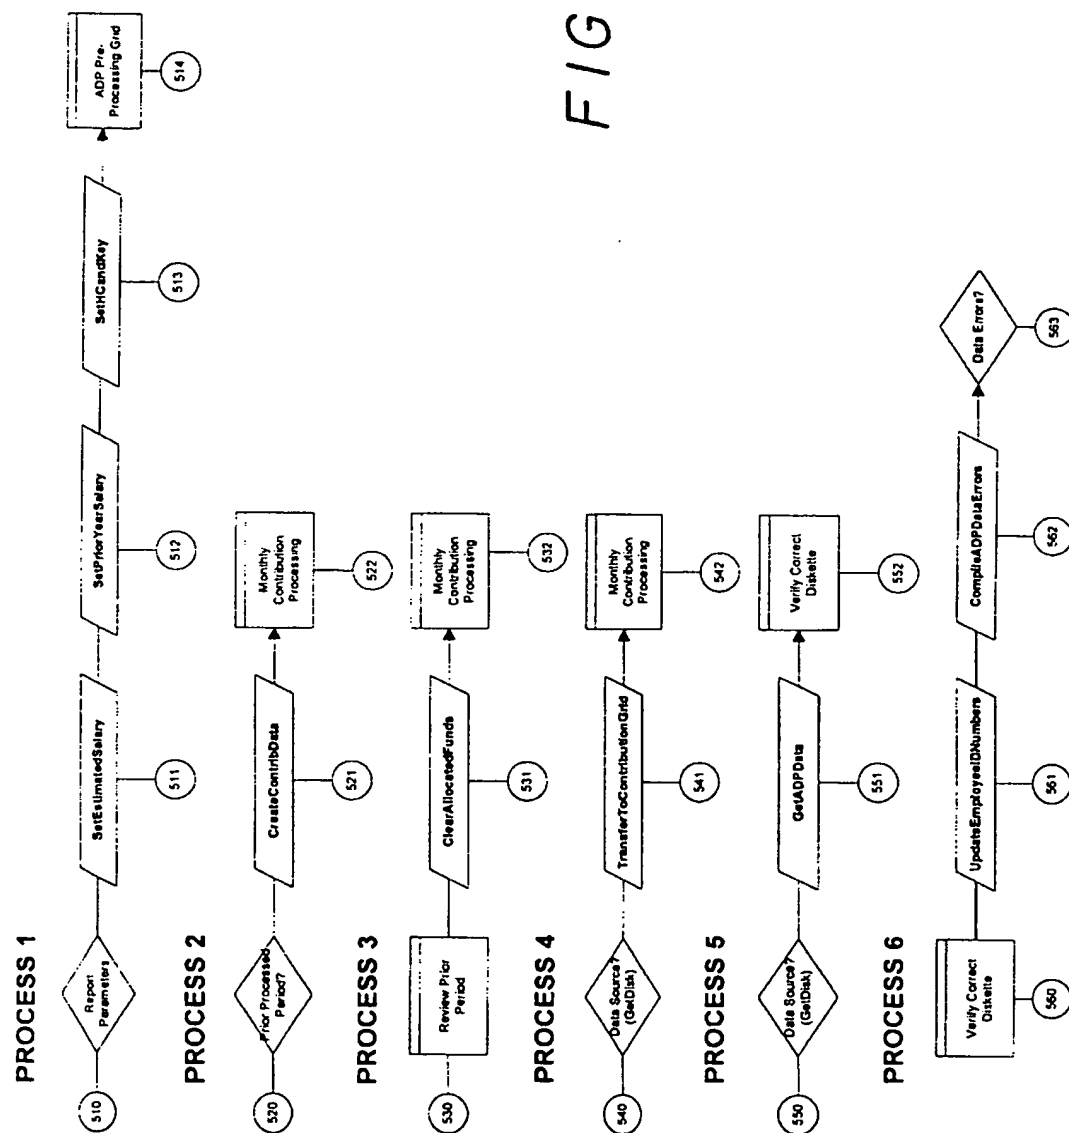 PROCESS 1
Report
Parameters
510
SetEstimatedSalary
511
SetPriorYearSalary
512
SetHCandKey
513
ADP Pre-
Processing Grid
514
PROCESS 2
Prior Processed
Period?
520
CreateContribData
521
Monthly
Contribution
Processing
522
PROCESS 3
Review Prior
Period
530
ClearAllocatedFunds
531
Monthly
Contribution
Processing
532
PROCESS 4
Data Source?
(GetDisk)
540
TransferToContributionGrid
541
Monthly
Contribution
Processing
542
PROCESS 5
Data Source?
(GetDisk)
550
GetADPData
551
Verify Correct
Diskette
552
PROCESS 6
Verify Correct
Diskette
560
UpdateEmployeeIDNumbers
561
CompileADPDataErrors
562
Data Errors?
563
FIG